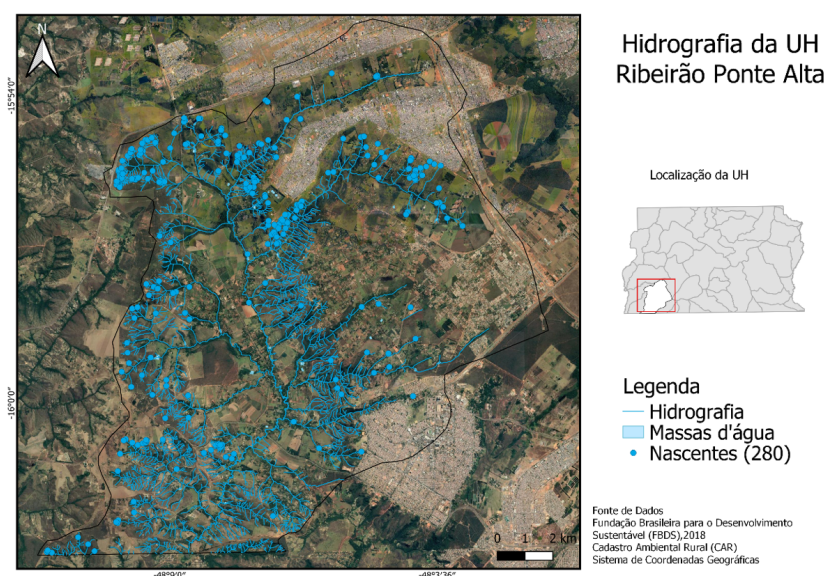 Hidrografia da UH
Ribeirão Ponte Alta
N
-15°54'0"
Localização da UH
-16°0'0"
Legenda
Hidrografia
Massas d'água
Nascentes (280)
0 1 2 km
Fonte de Dados
Fundação Brasileira para o Desenvolvimento
Sustentável (FBDS),2018
Cadastro Ambiental Rural (CAR)
Sistema de Coordenadas Geográficas
-48°9'0"
-48°3'36"